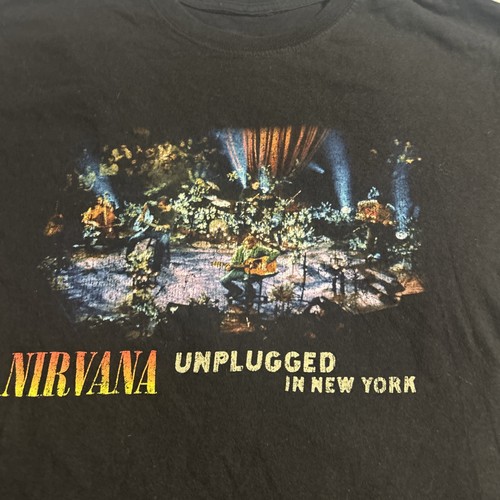 NIRVANA UNPLUGGED
IN NEW YORK